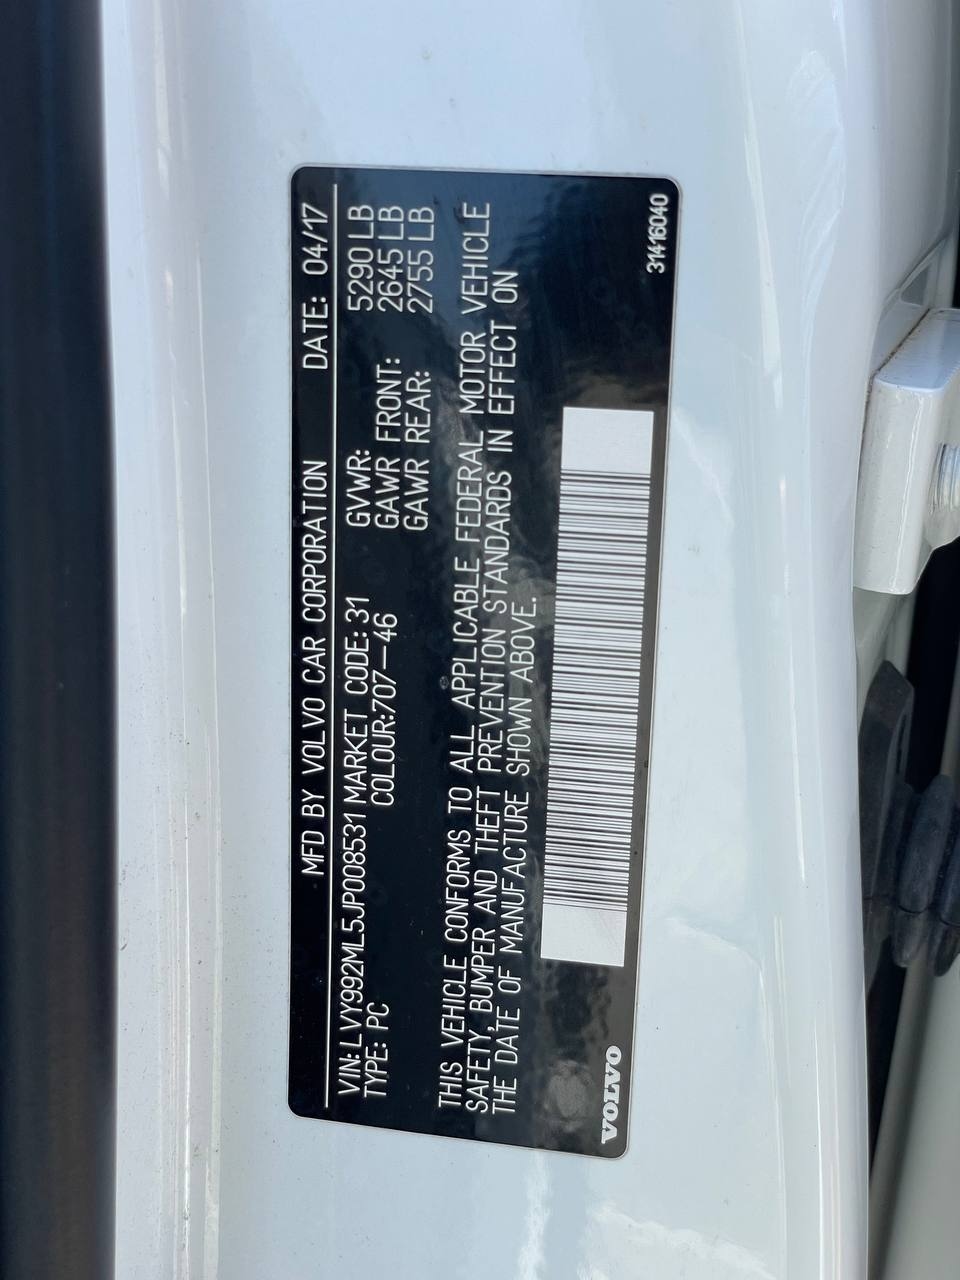 MFD BY VOLVO CAR CORPORATION DATE: 04/17
VIN: LVY992ML5JP008531 MARKET CODE: 31 GVWR: 5290 LB
TYPE: PC COLOUR:707-46 GAWR FRONT: 2645 LB
GAWR REAR: 2755 LB
THIS VEHICLE CONFORMS TO ALL APPLICABLE FEDERAL MOTOR VEHICLE
SAFETY, BUMPER AND THEFT PREVENTION STANDARDS IN EFFECT ON
THE DATE OF MANUFACTURE SHOWN ABOVE.
VOLVO
31416040